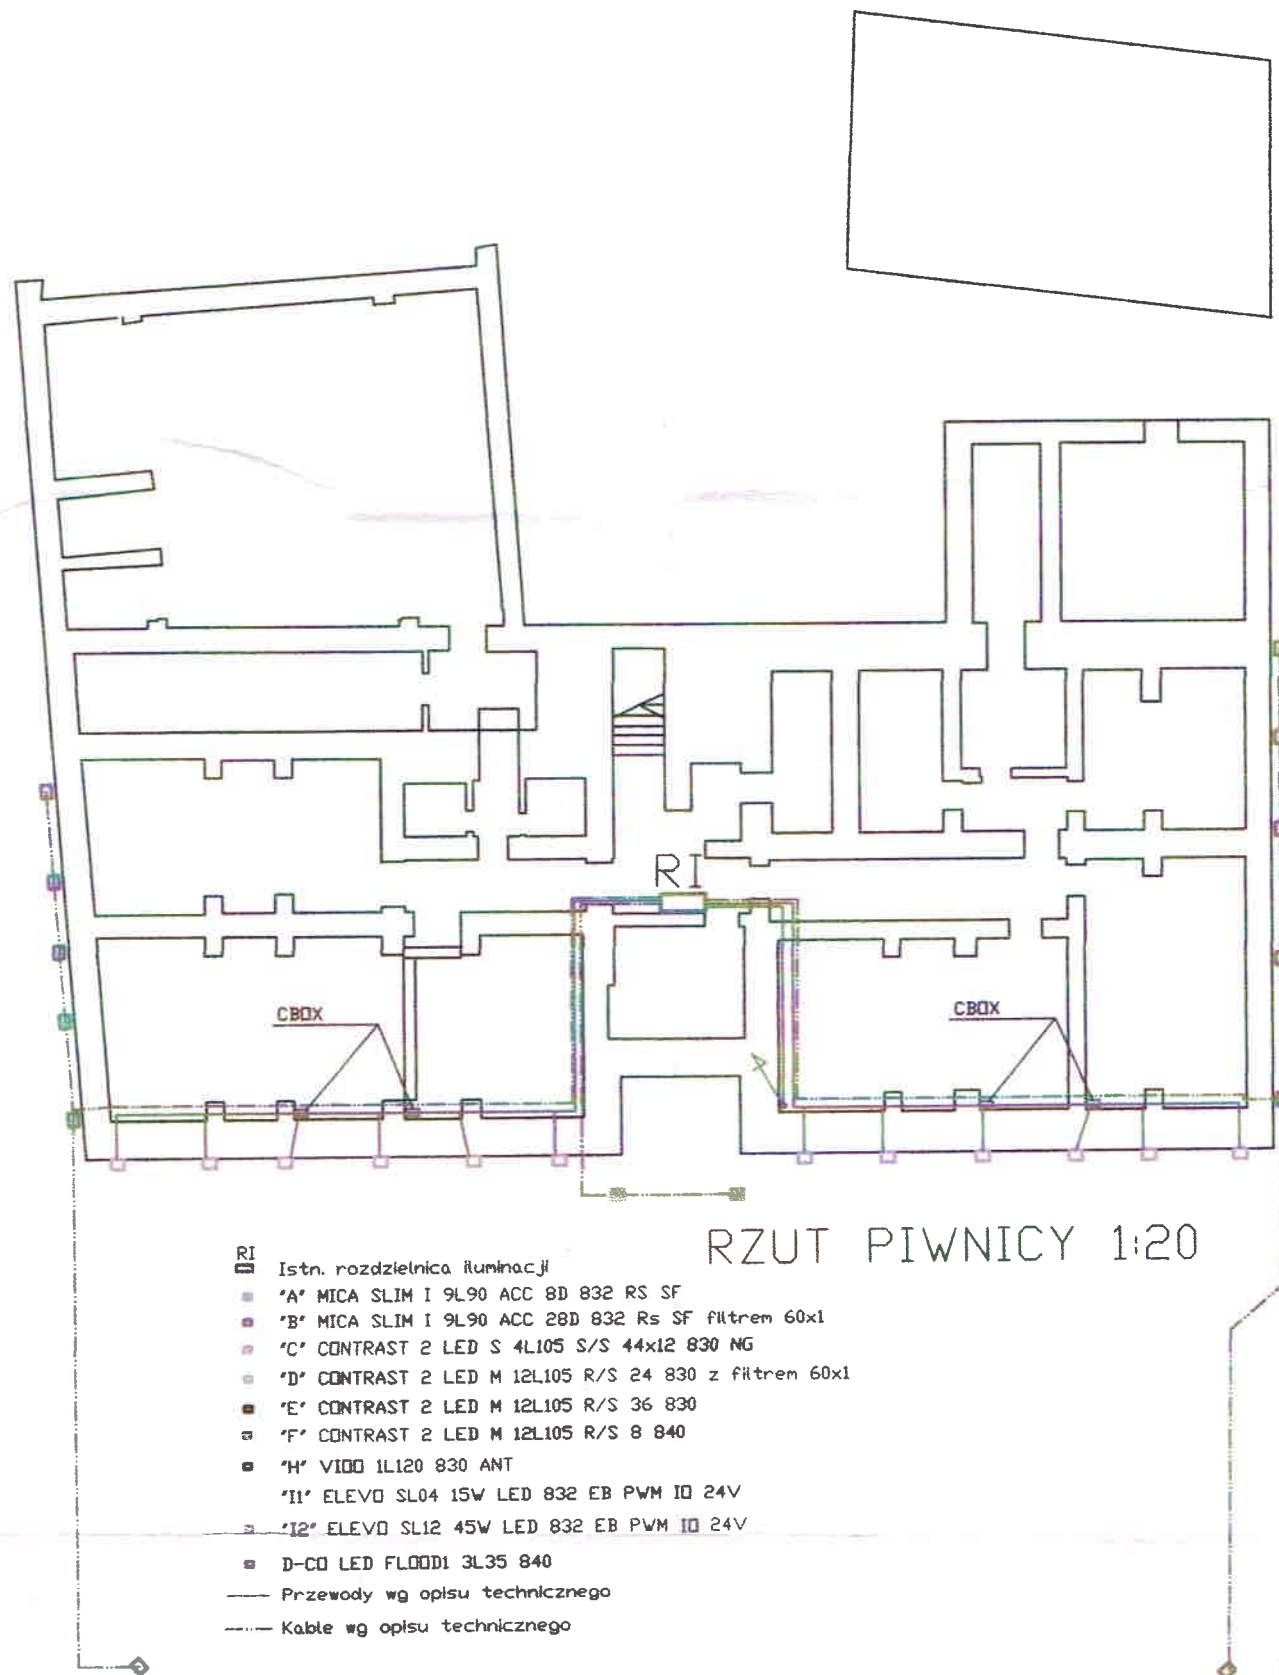 RI
CBOX
CBOX
RZUT PIWNICY 1:20
RI
Istn. rozdzielnica iluminacji
"A" MICA SLIM I 9L90 ACC 8D 832 RS SF
"B" MICA SLIM I 9L90 ACC 28D 832 Rs SF filtrem 60x1
"C" CONTRAST 2 LED S 4L105 S/S 44x12 830 NG
"D" CONTRAST 2 LED M 12L105 R/S 24 830 z filtrem 60x1
"E" CONTRAST 2 LED M 12L105 R/S 36 830
"F" CONTRAST 2 LED M 12L105 R/S 8 840
"H" VIOO 1L120 830 ANT
"I1" ELEVO SL04 15W LED 832 EB PWM IO 24V
"I2" ELEVO SL12 45W LED 832 EB PWM IO 24V
D-CO LED FLOOD1 3L35 840
Przewody wg opisu technicznego
Kable wg opisu technicznego